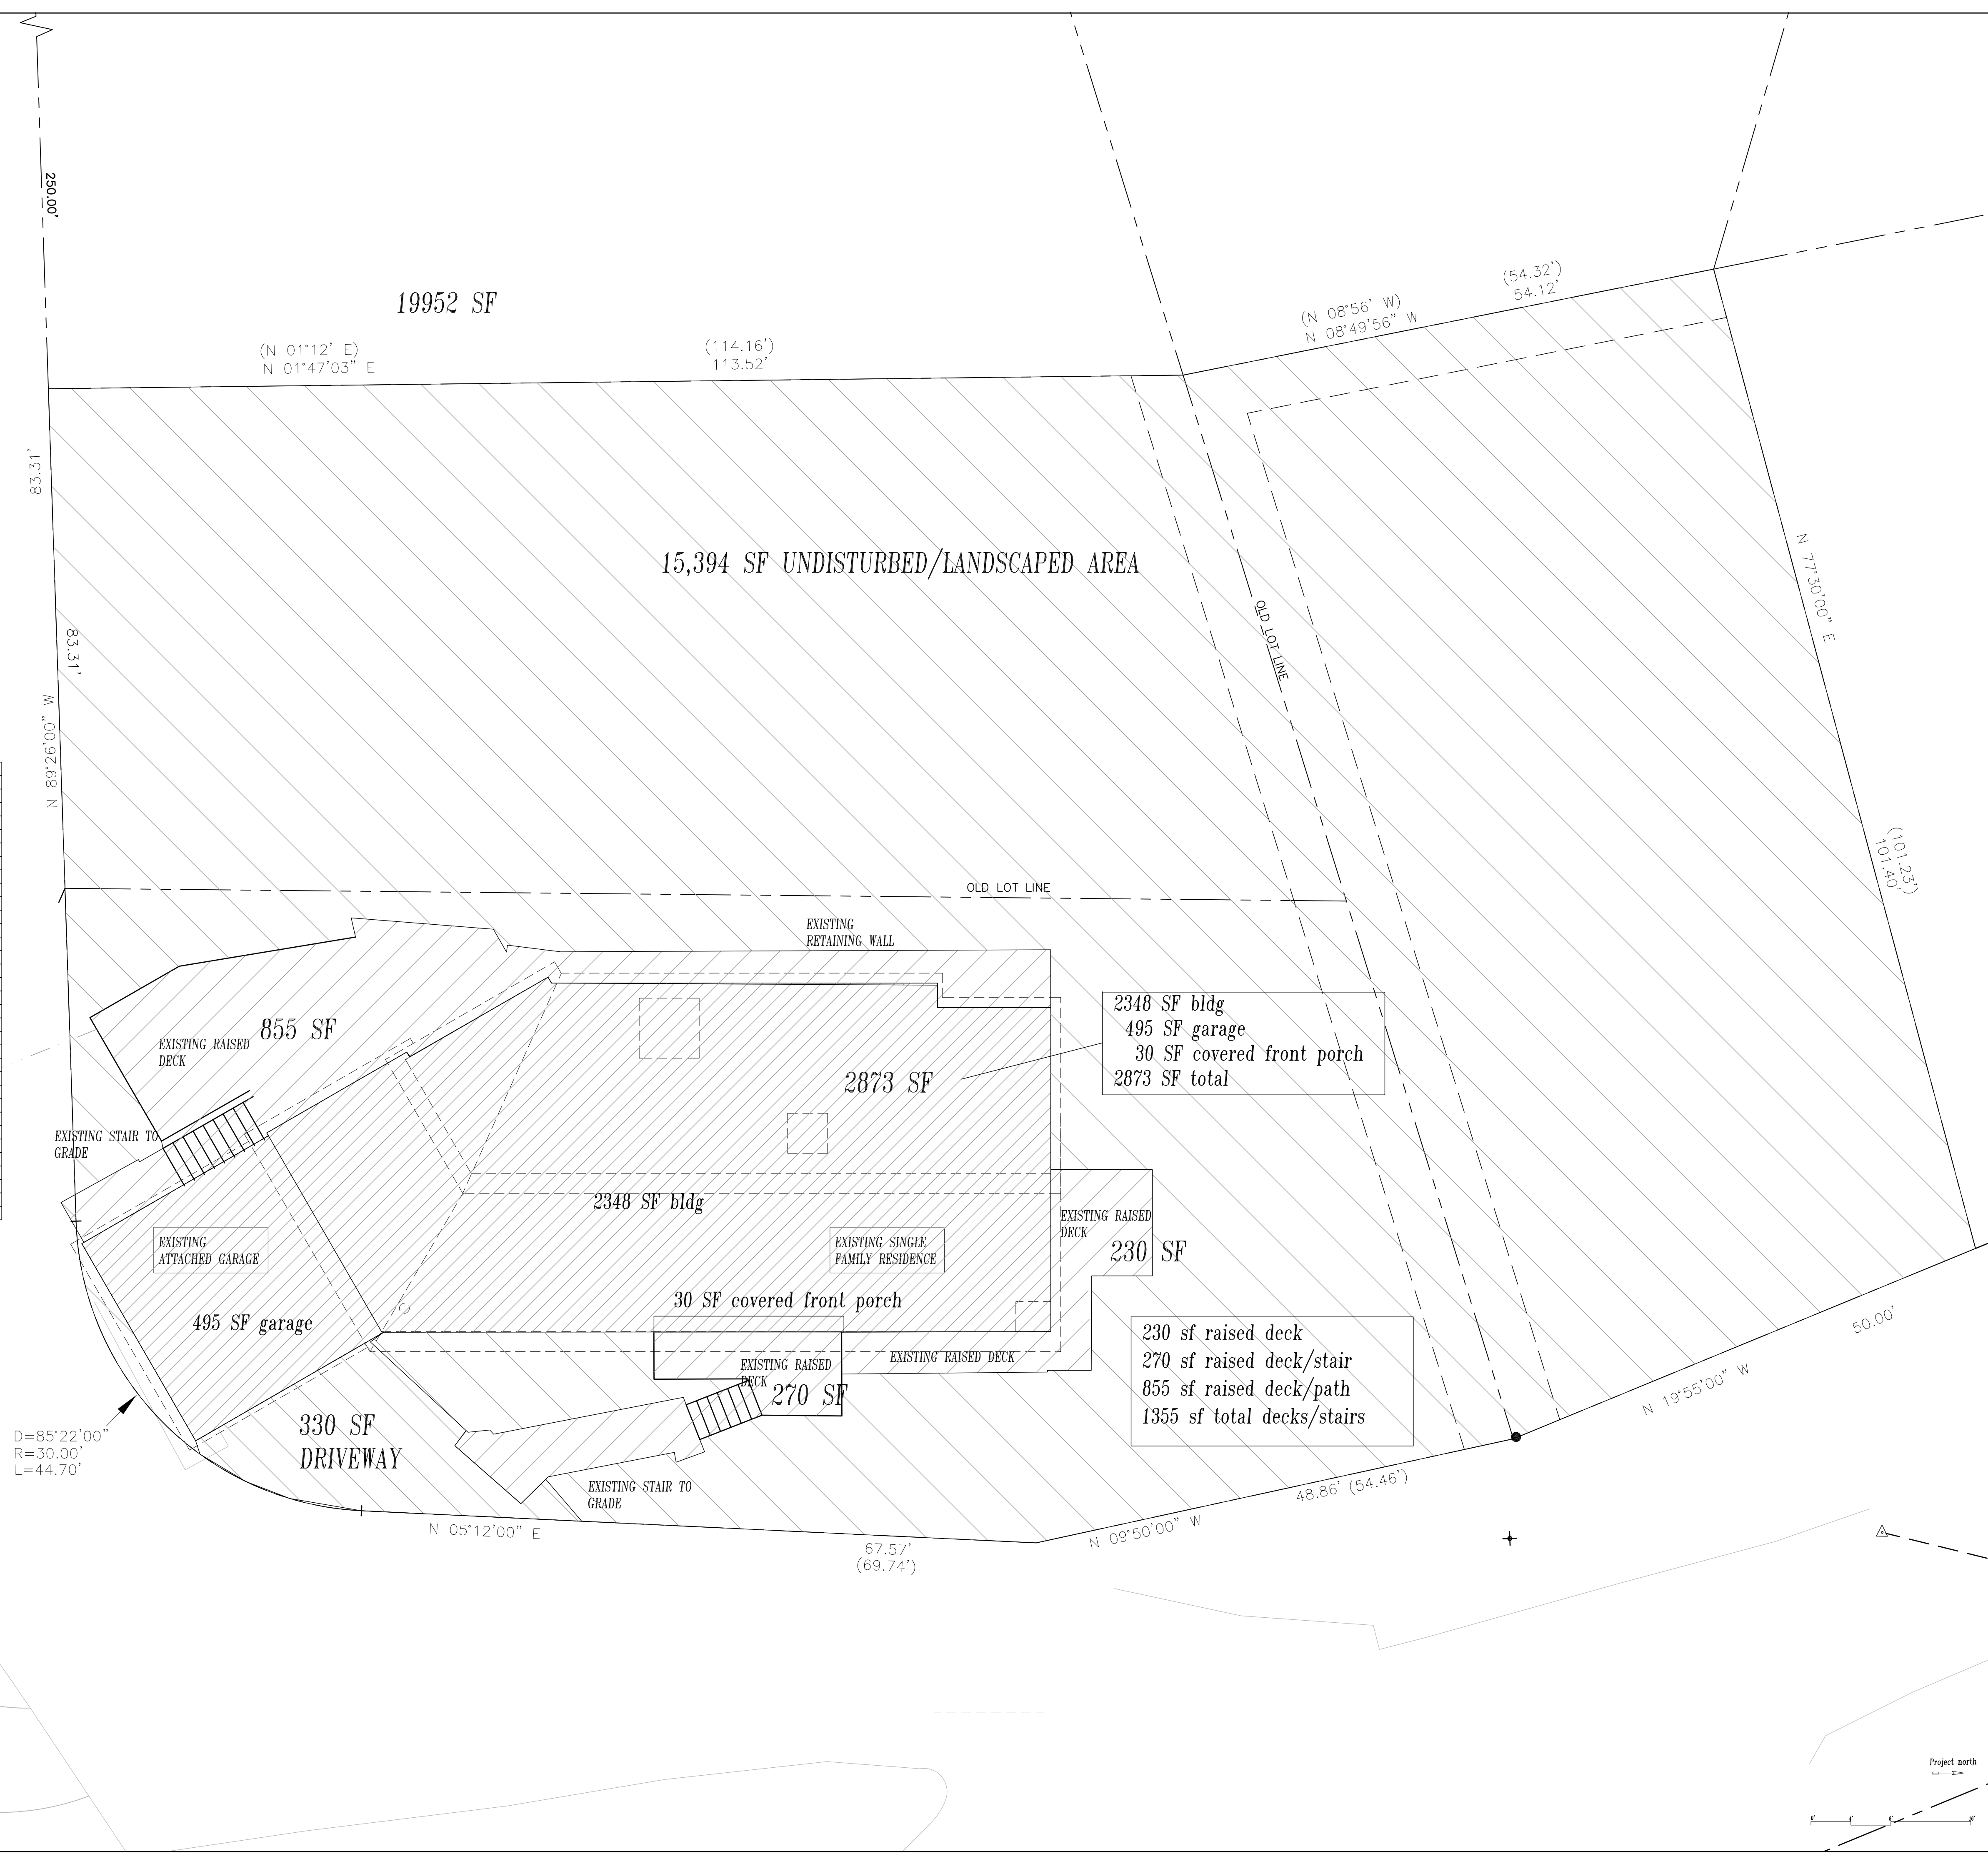 250.00'
19952 SF
(N 01°12' E)
N 01°47'03" E
(114.16')
113.52'
(N 08°56' W)
N 08°49'56" W
(54.32')
54.12'
83.31'
83.31'
N 89°26'00" W
15,394 SF UNDISTURBED/LANDSCAPED AREA
OLD LOT LINE
N 77°30'00" E
(101.23')
101.40'
OLD LOT LINE
EXISTING
RETAINING WALL
855 SF
EXISTING RAISED
DECK
2873 SF
2348 SF bldg
495 SF garage
30 SF covered front porch
2873 SF total
EXISTING STAIR TO
GRADE
2348 SF bldg
EXISTING
ATTACHED GARAGE
EXISTING SINGLE
FAMILY RESIDENCE
EXISTING RAISED
DECK
230 SF
495 SF garage
30 SF covered front porch
EXISTING RAISED
DECK
EXISTING RAISED DECK
270 SF
230 sf raised deck
270 sf raised deck/stair
855 sf raised deck/path
1355 sf total decks/stairs
50.00'
N 19°55'00" W
330 SF
DRIVEWAY
D=85°22'00"
R=30.00'
L=44.70'
EXISTING STAIR TO
GRADE
48.86' (54.46')
N 09°50'00" W
N 05°12'00" E
67.57'
(69.74')
Project north
0' 4' 8' 16'